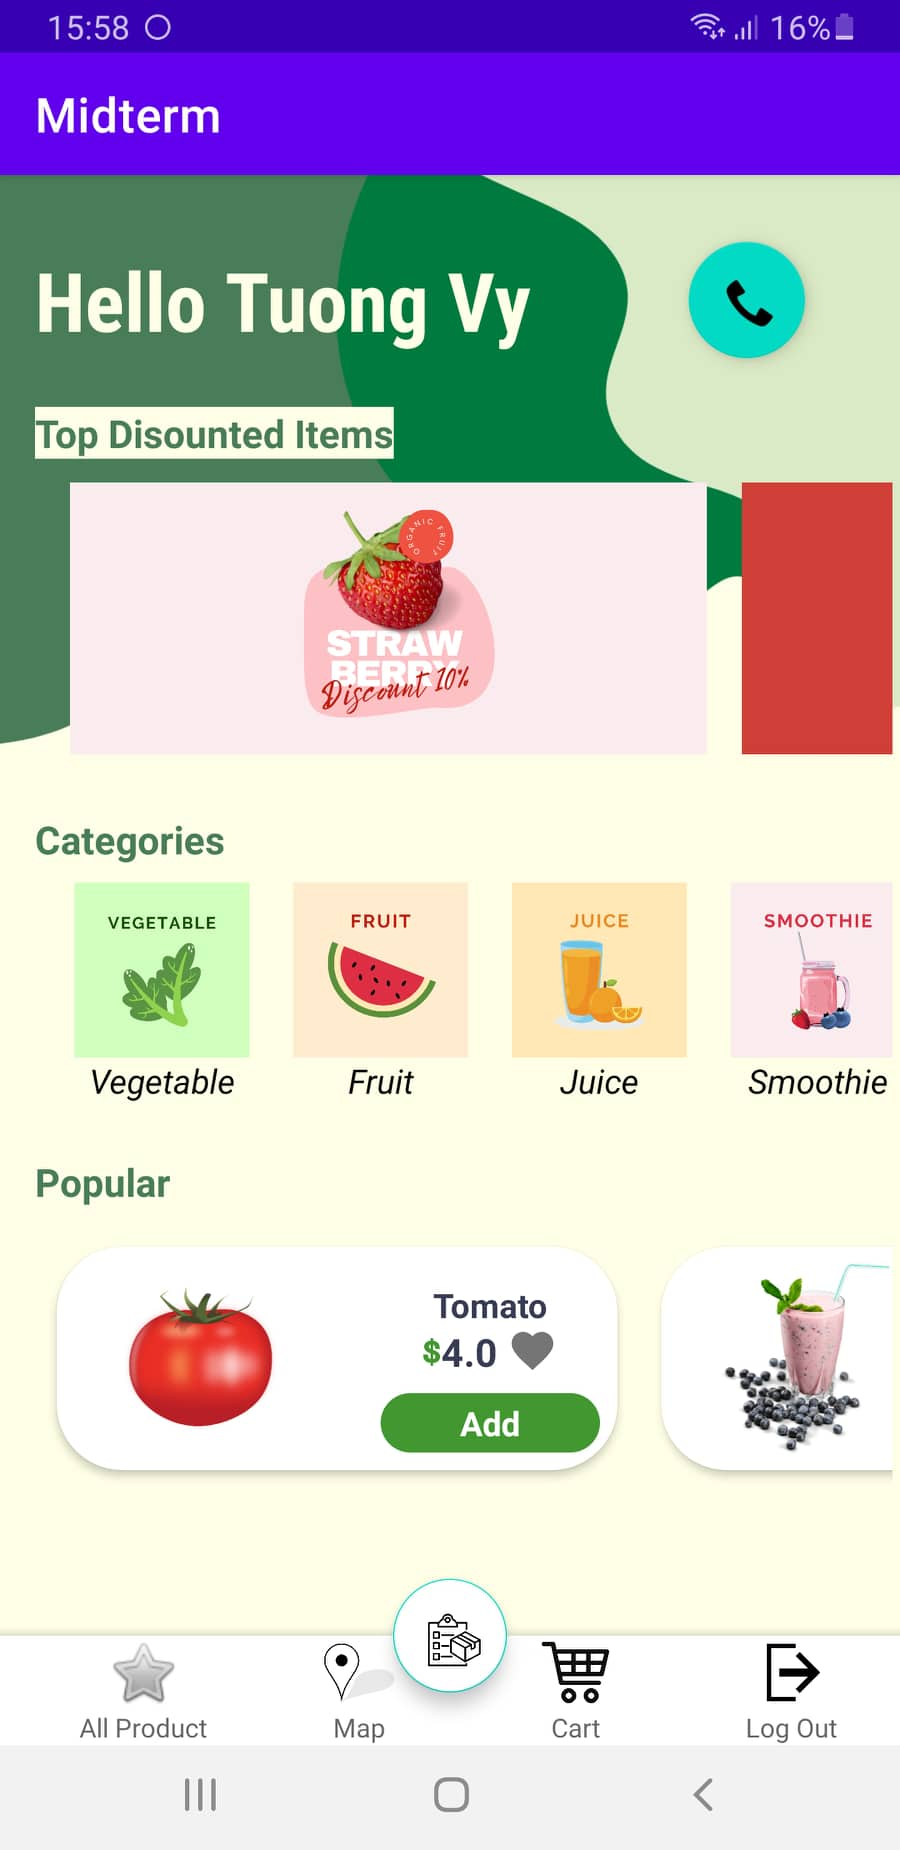 15:58
16%
Midterm
Hello Tuong Vy
Top Disounted Items
ORGANIC FRUIT
STRAW
BERRY
Discount 10%
Categories
VEGETABLE
FRUIT
JUICE
SMOOTHIE
Vegetable
Fruit
Juice
Smoothie
Popular
Tomato
$4.0
Add
All Product
Map
Cart
Log Out